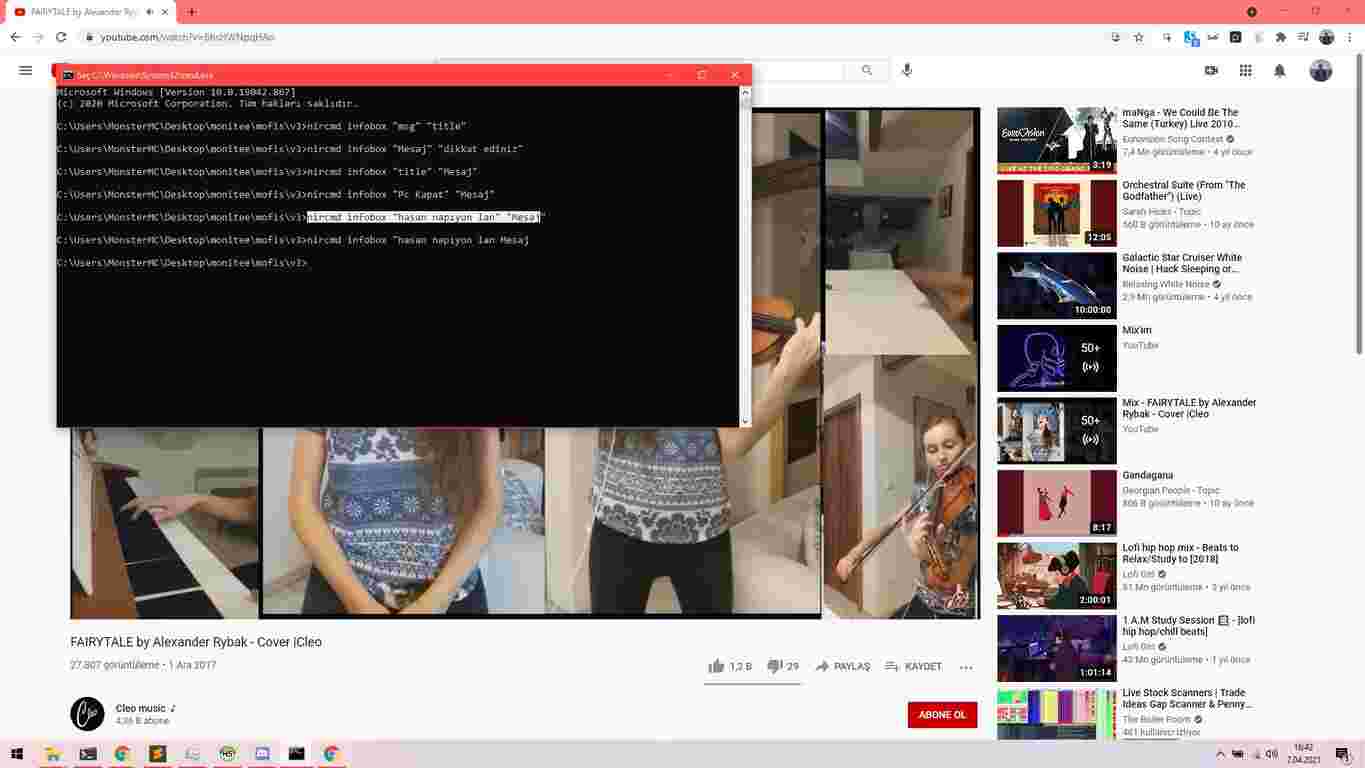 FAIRYTALE by Alexander Ryb
youtube.com/watch?v=
Microsoft Windows [Version 10.0.19042.867]
(c) 2020 Microsoft Corporation. Tüm hakları saklıdır.
C:\Users\MonsterMC\Desktop\monitee\mofis\v3>nircmd infobox "msg" "title"
C:\Users\MonsterMC\Desktop\monitee\mofis\v3>nircmd infobox "Mesaj" "dikkat ediniz"
C:\Users\MonsterMC\Desktop\monitee\mofis\v3>nircmd infobox "title" "Mesaj"
C:\Users\MonsterMC\Desktop\monitee\mofis\v3>nircmd infobox "Pc Kapat" "Mesaj"
C:\Users\MonsterMC\Desktop\monitee\mofis\v3>nircmd infobox "hasan napiyon lan" "Mesaj"
C:\Users\MonsterMC\Desktop\monitee\mofis\v3>nircmd infobox "hasan napiyon lan Mesaj
C:\Users\MonsterMC\Desktop\monitee\mofis\v3>
FAIRYTALE by Alexander Rybak - Cover |Cleo
27.807 görüntüleme • 1 Ara 2017
1,2 B
29
PAYLAŞ
KAYDET
Cleo music ♪
abone
ABONE OL
EUROVISION
3:19
maNga - We Could Be The
Same (Turkey) Live 2010...
Eurovision Song Contest
7,4 Mn görüntüleme • 4 yıl önce
12:05
Orchestral Suite (From "The
Godfather") (Live)
Sarah Hicks - Topic
560 B görüntüleme • 10 ay önce
10:00:00
Galactic Star Cruiser White
Noise | Hack Sleeping or...
Relaxing White Noise
2,9 Mn görüntüleme • 4 yıl önce
50+
Mix'im
YouTube
50+
Mix - FAIRYTALE by Alexander
Rybak - Cover |Cleo
YouTube
8:17
Gandagana
Georgian People - Topic
806 B görüntüleme • 10 ay önce
2:00:01
Lofi hip hop mix - Beats to
Relax/Study to [2018]
Lofi Girl
görüntüleme • 3 yıl önce
1:01:14
1 A.M Study Session - [lofi
hip hop/chill beats]
Lofi Girl
43 Mn görüntüleme • 1 yıl önce
Live Stock Scanners | Trade
Ideas Gap Scanner & Penny...
The Boiler Room
461 kullanıcı izliyor
16:42
7.04.2021